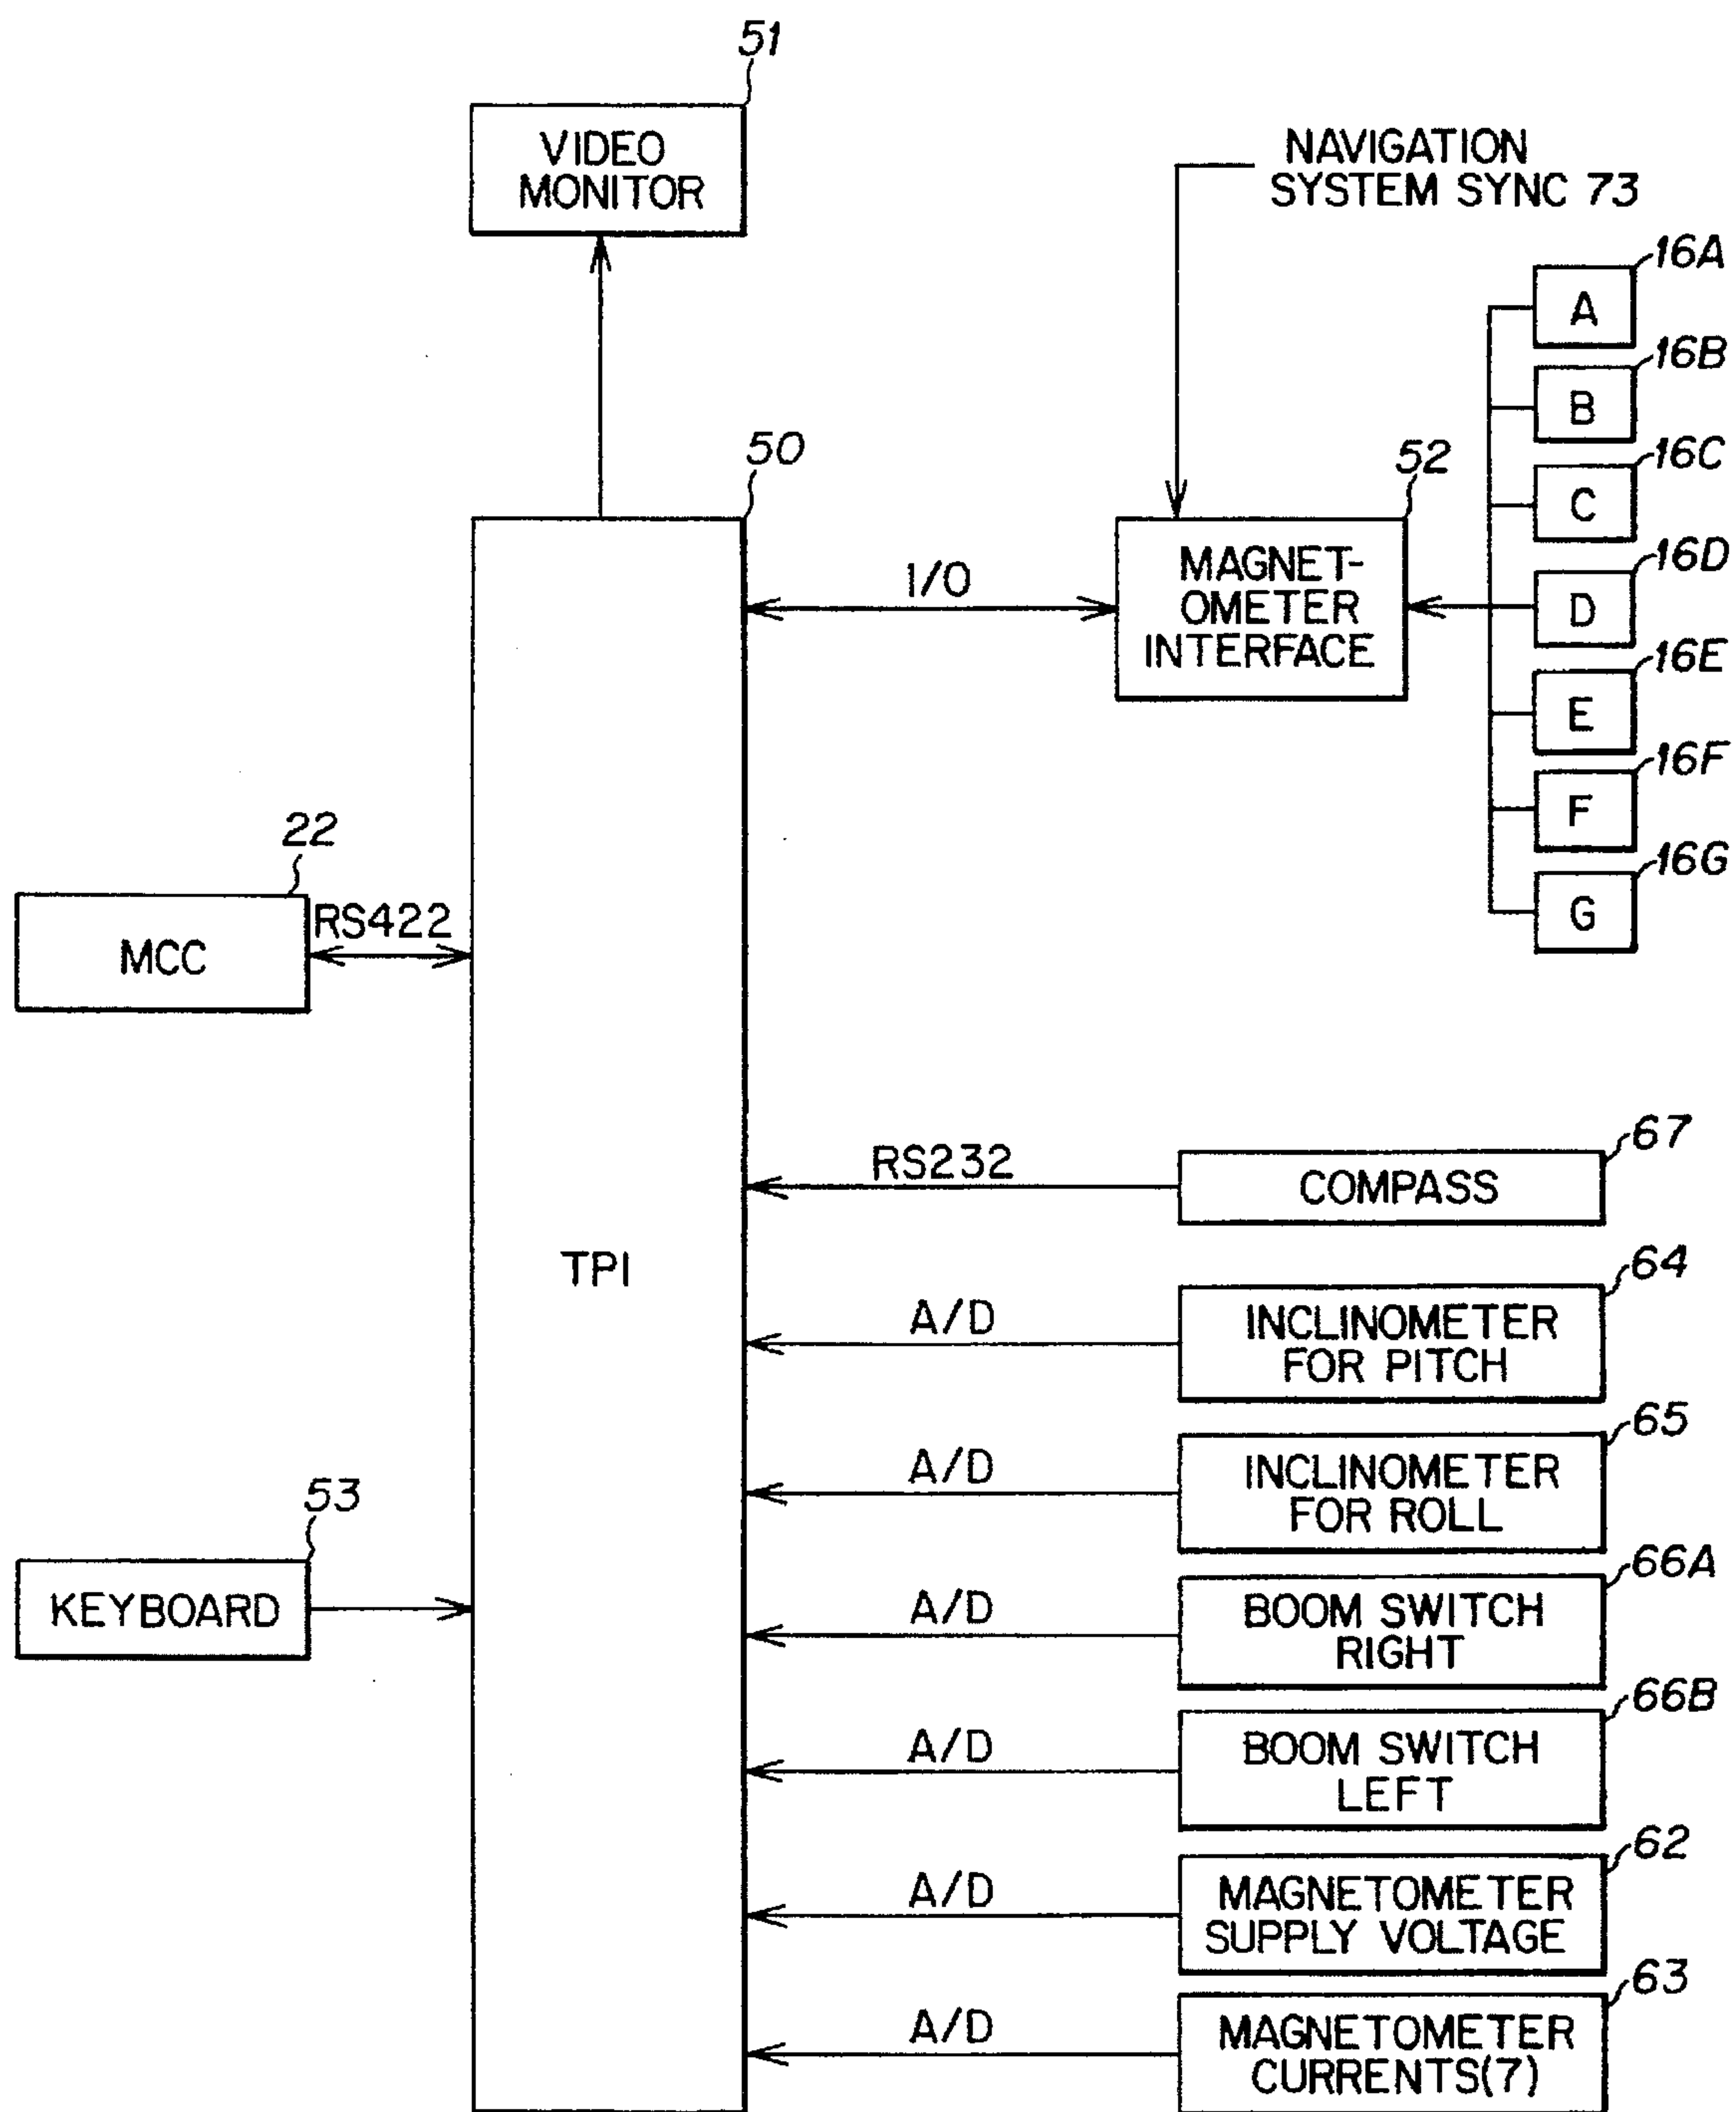 51
VIDEO
MONITOR
NAVIGATION
SYSTEM SYNC 73
16A
A
16B
B
16C
C
16D
D
16E
E
16F
F
16G
G
50
52
I/O
MAGNET-
OMETER
INTERFACE
22
MCC
RS422
TPI
53
KEYBOARD
67
RS232
COMPASS
64
A/D
INCLINOMETER
FOR PITCH
65
A/D
INCLINOMETER
FOR ROLL
66A
A/D
BOOM SWITCH
RIGHT
66B
A/D
BOOM SWITCH
LEFT
62
A/D
MAGNETOMETER
SUPPLY VOLTAGE
63
A/D
MAGNETOMETER
CURRENTS(7)